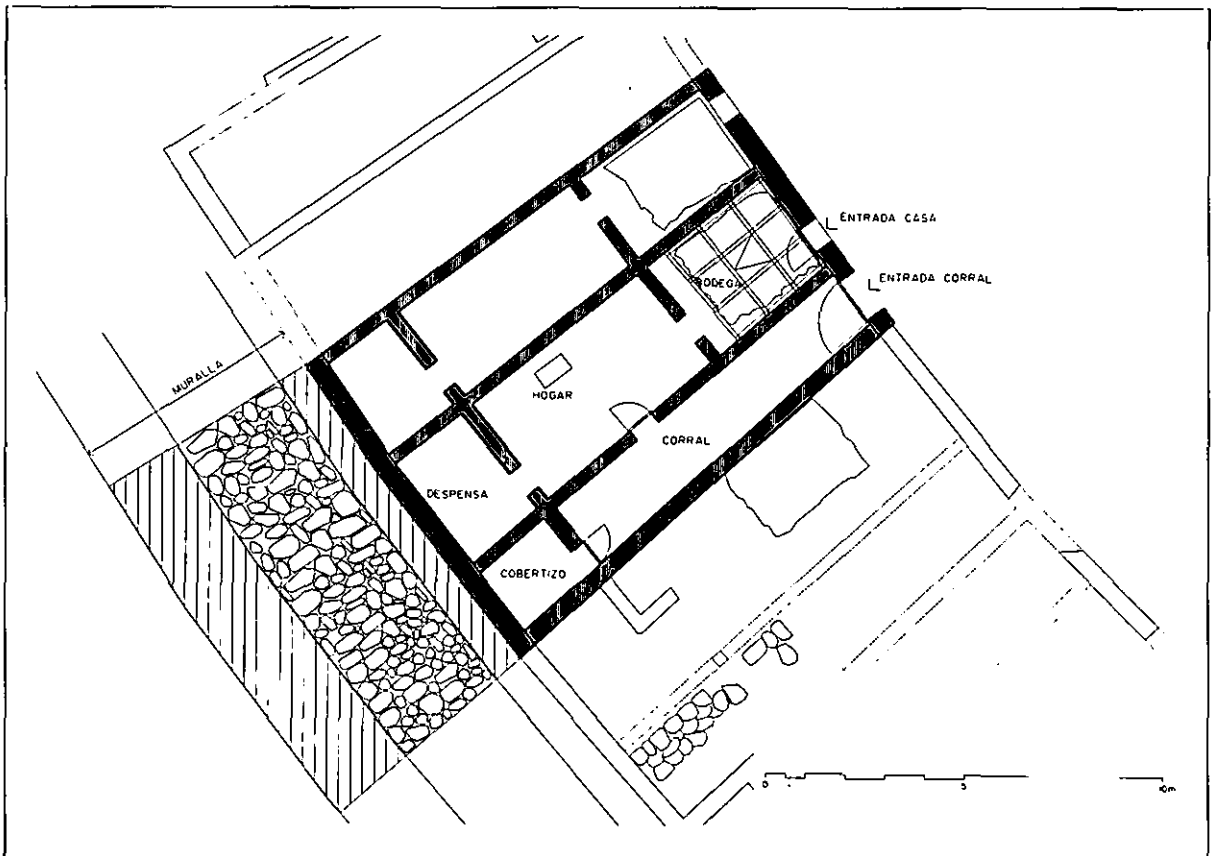 ENTRADA CASA
ENTRADA CORRAL
BODEGA
MURALLA
HOGAR
CORRAL
DESPENSA
COBERTIZO
0 5 10m